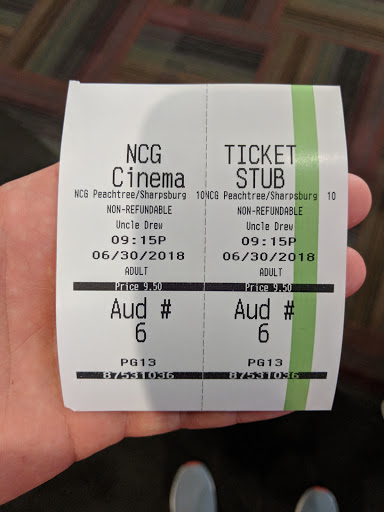 NCG
Cinema
NCG Peachtree/Sharpsburg 10
NON-REFUNDABLE
Uncle Drew
09:15P
06/30/2018
ADULT
Price 9.50
Aud #
6
PG13
87531036
TICKET
STUB
NCG Peachtree/Sharpsburg 10
NON-REFUNDABLE
Uncle Drew
09:15P
06/30/2018
ADULT
Price 9.50
Aud #
6
PG13
87531036